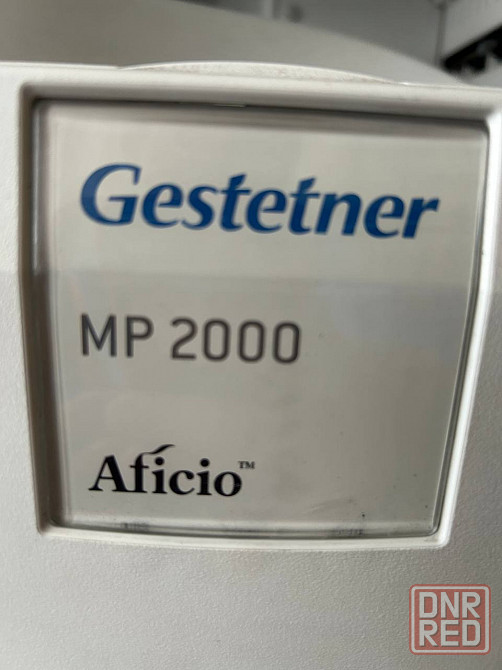 Gestetner
MP 2000
Aficio™
DNR
RED